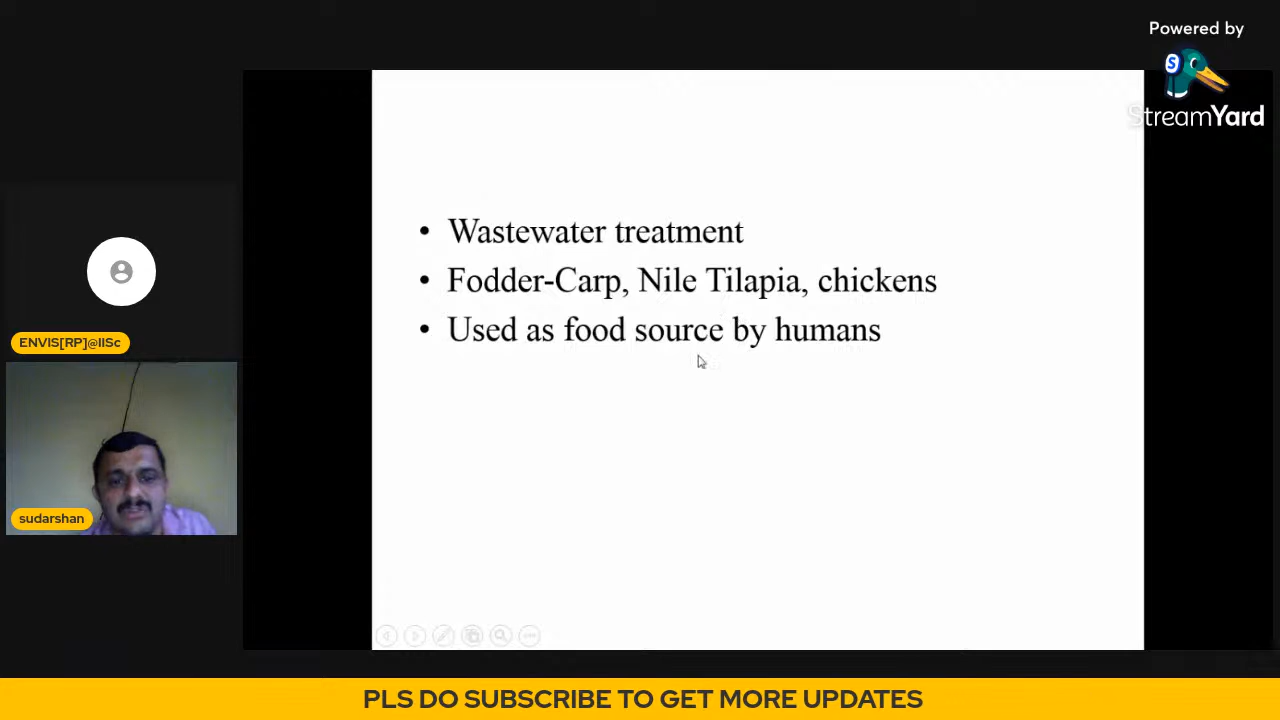 Powered by
StreamYard
• Wastewater treatment
• Fodder-Carp, Nile Tilapia, chickens
• Used as food source by humans
ENVIS[RP]@IISc
sudarshan
PLS DO SUBSCRIBE TO GET MORE UPDATES